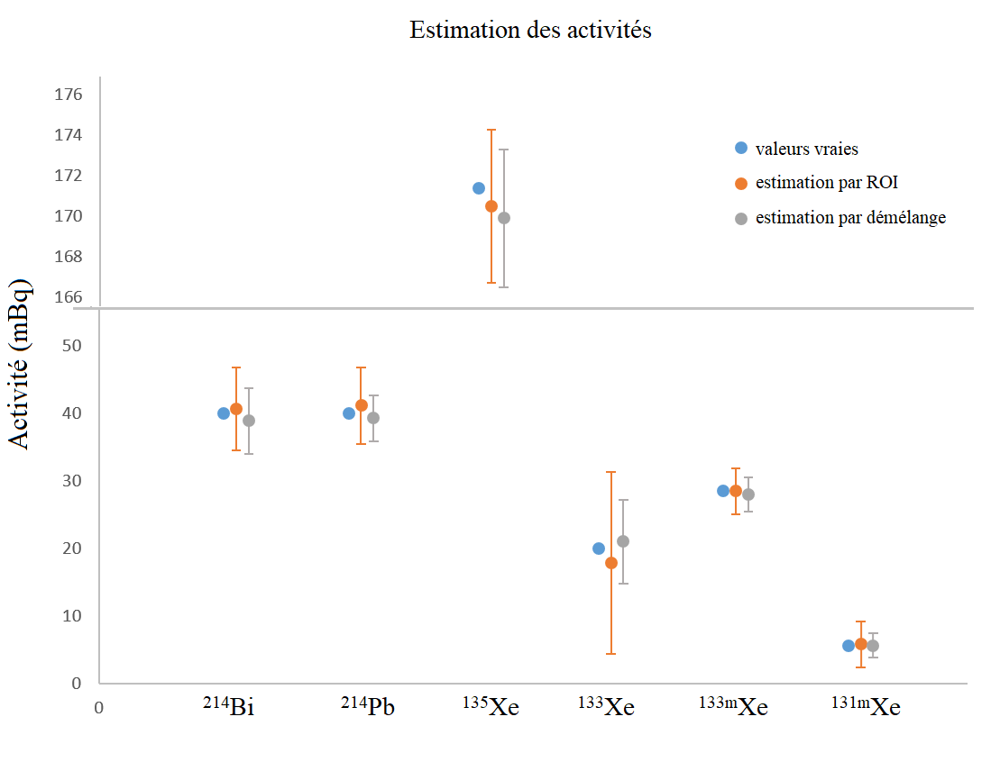 Estimation des activités
176
174
172
170
168
166
50
40
30
20
10
0
Activité (mBq)
valeurs vraies
estimation par ROI
estimation par démélange
0
²¹⁴Bi
²¹⁴Pb
¹³⁵Xe
¹³³Xe
¹³³ᵐXe
¹³¹ᵐXe